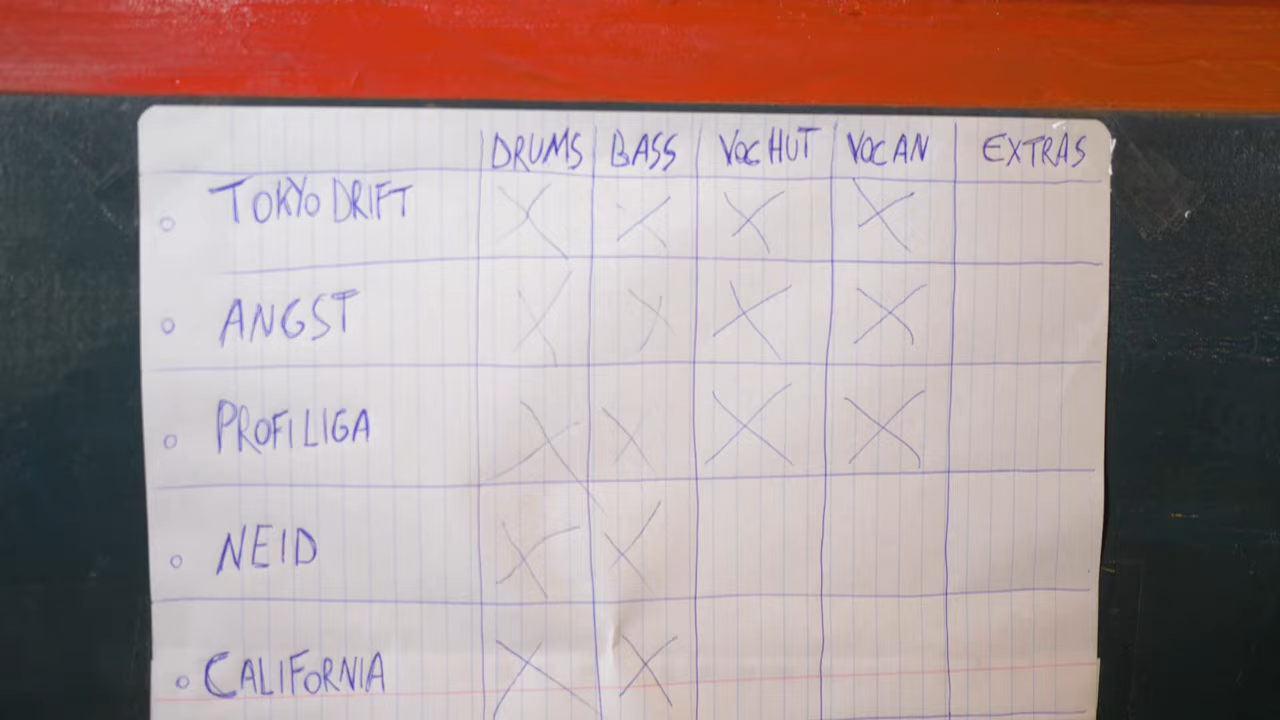 DRUMS BASS VOC HUT VOC AN EXTRAS
TOKYO DRIFT X X X X
ANGST X X X X
PROFILIGA X X X X
NEID X X
CALIFORNIA X X